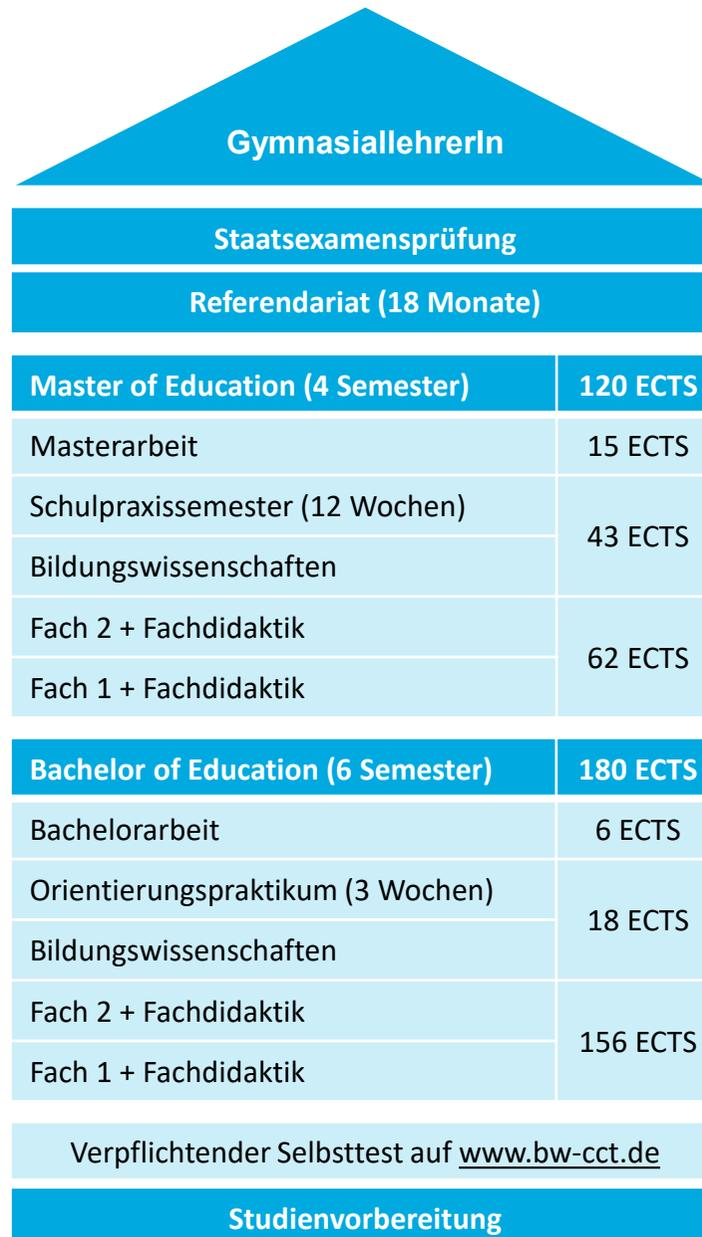 GymnasiallehrerIn
Staatsexamensprüfung
Referendariat (18 Monate)
Master of Education (4 Semester) 120 ECTS
Masterarbeit 15 ECTS
Schulpraxissemester (12 Wochen)
43 ECTS
Bildungswissenschaften
Fach 2 + Fachdidaktik
62 ECTS
Fach 1 + Fachdidaktik
Bachelor of Education (6 Semester) 180 ECTS
Bachelorarbeit 6 ECTS
Orientierungspraktikum (3 Wochen)
18 ECTS
Bildungswissenschaften
Fach 2 + Fachdidaktik
156 ECTS
Fach 1 + Fachdidaktik
Verpflichtender Selbsttest auf www.bw-cct.de
Studienvorbereitung